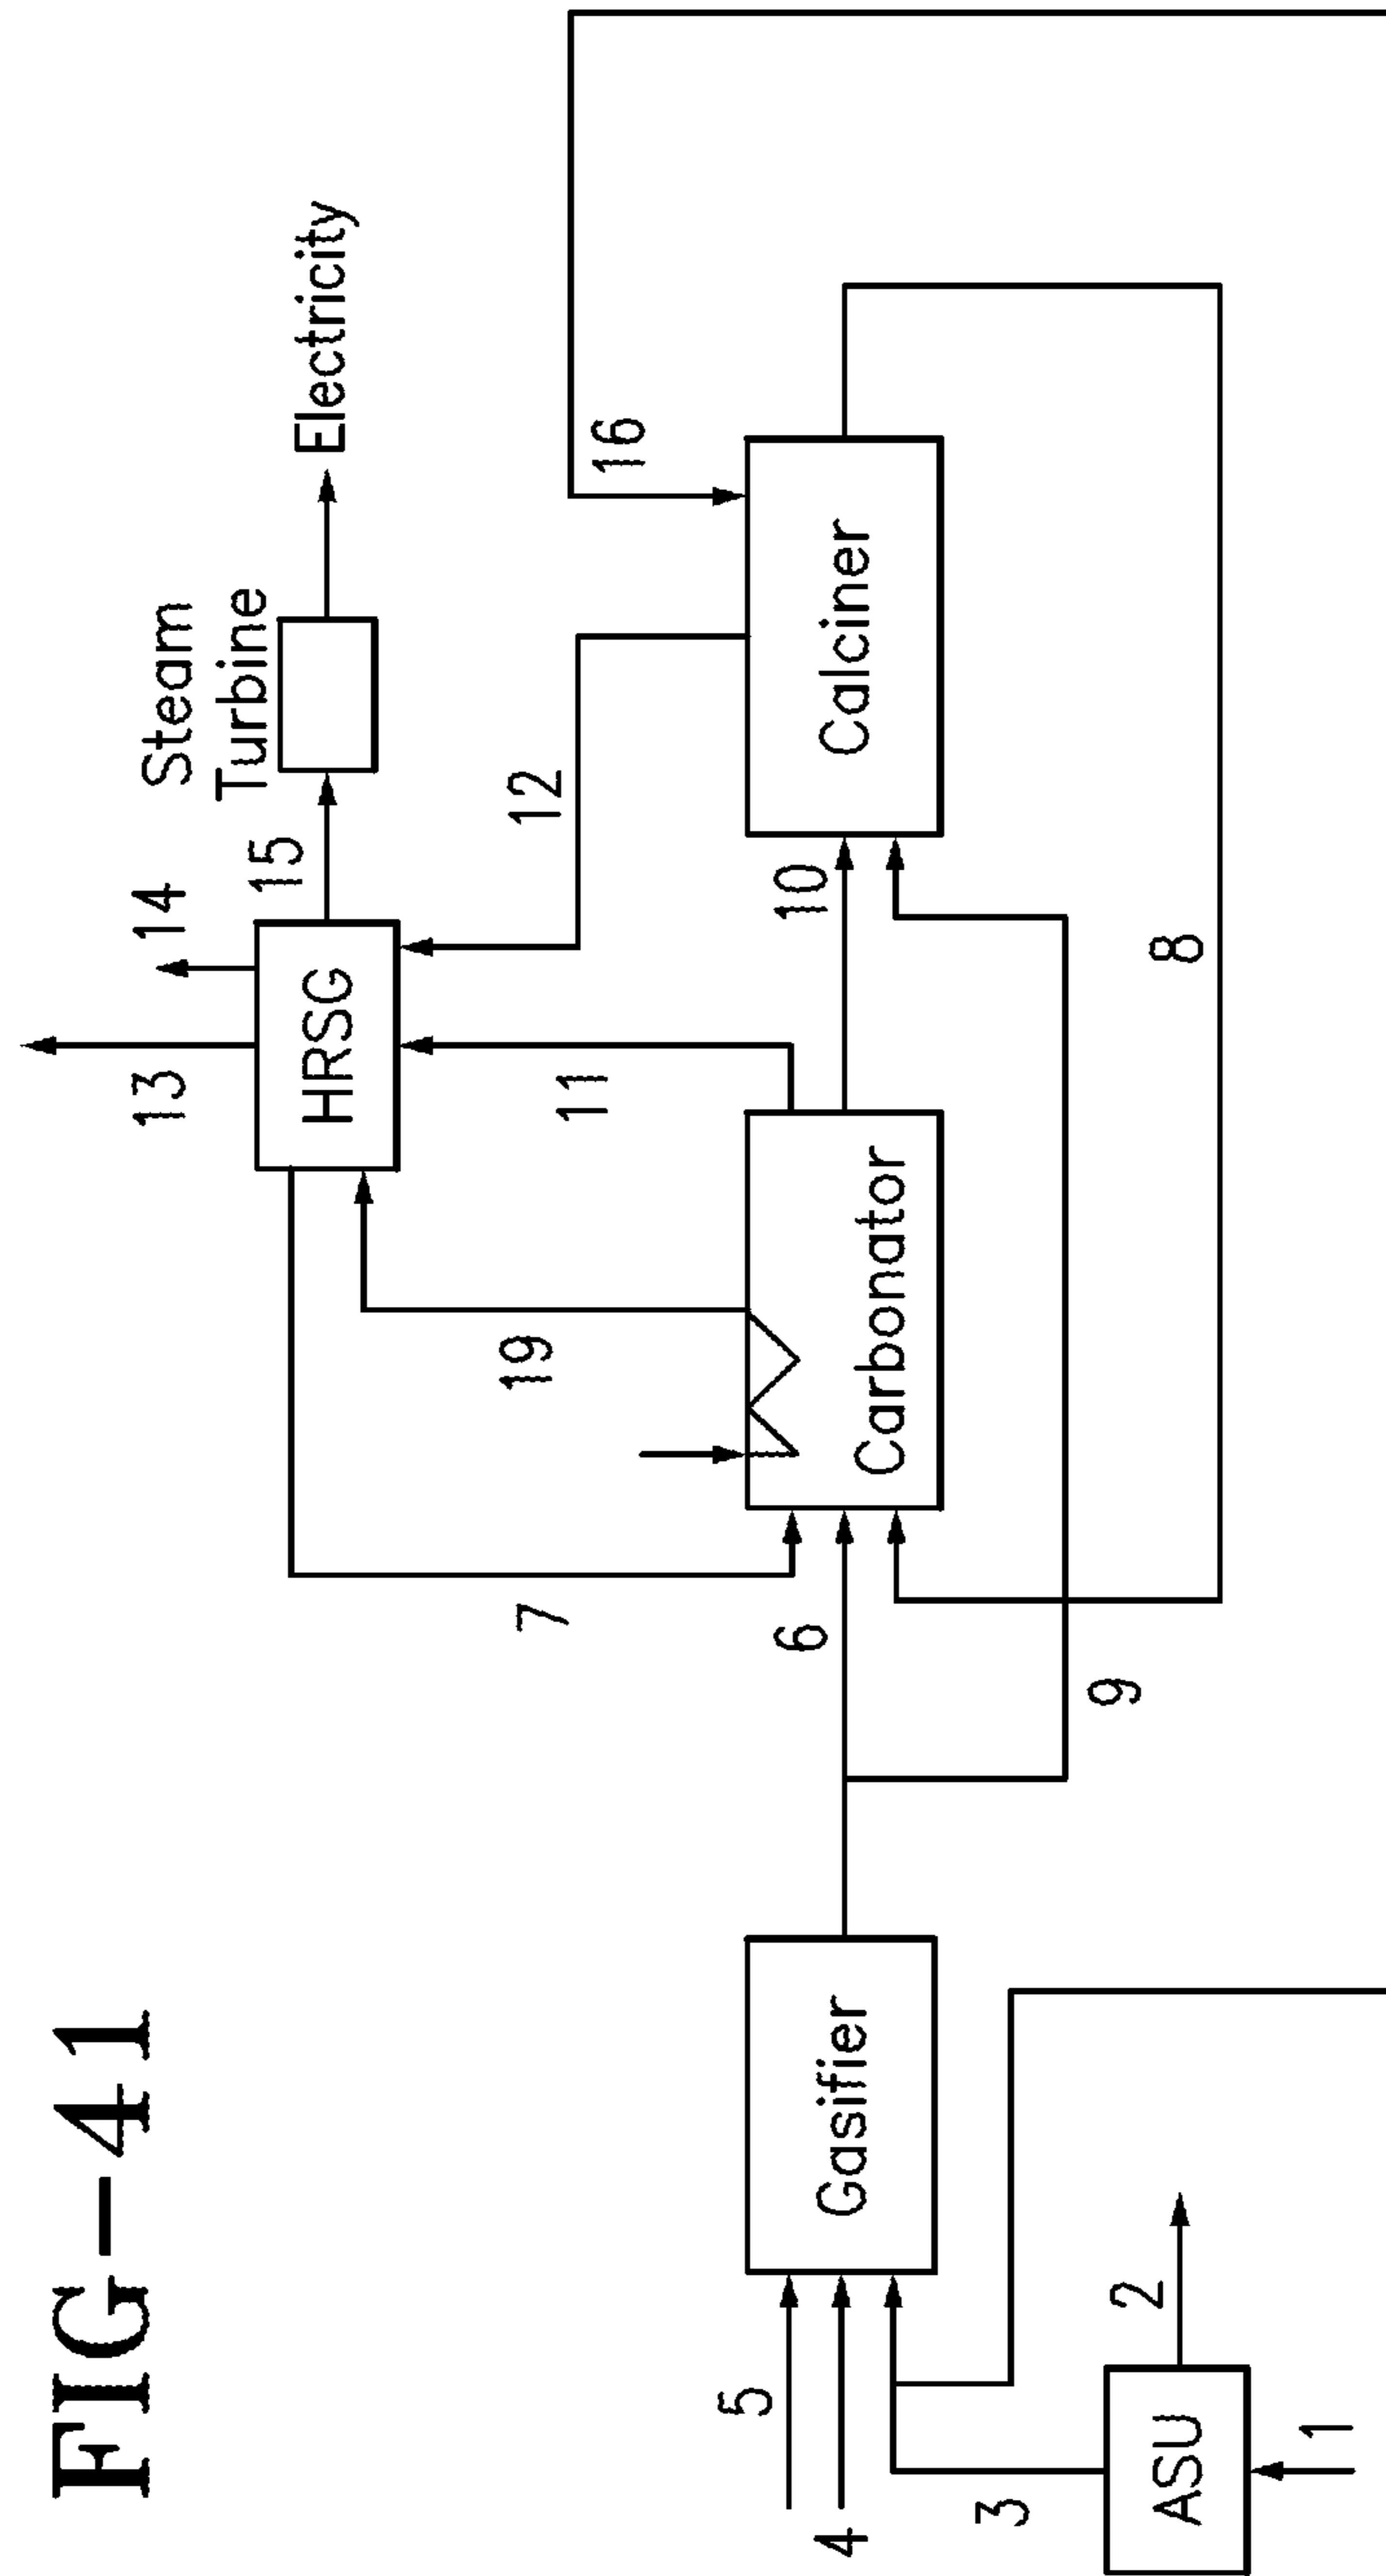 FIG-41
Steam
Turbine
Electricity
13
14
15
HRSG
12
16
11
19
7
Carbonator
10
Calciner
6
8
9
5
4
Gasifier
3
2
ASU
1